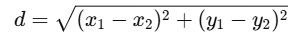 d = √(x₁ − x₂)² + (y₁ − y₂)²